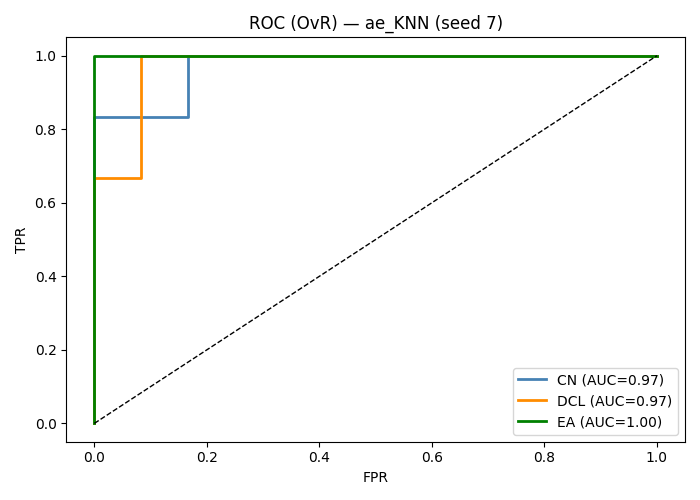 ROC (OvR) — ae_KNN (seed 7)
1.0
0.8
0.6
0.4
0.2
0.0
TPR
0.0 0.2 0.4 0.6 0.8 1.0
FPR
CN (AUC=0.97)
DCL (AUC=0.97)
EA (AUC=1.00)